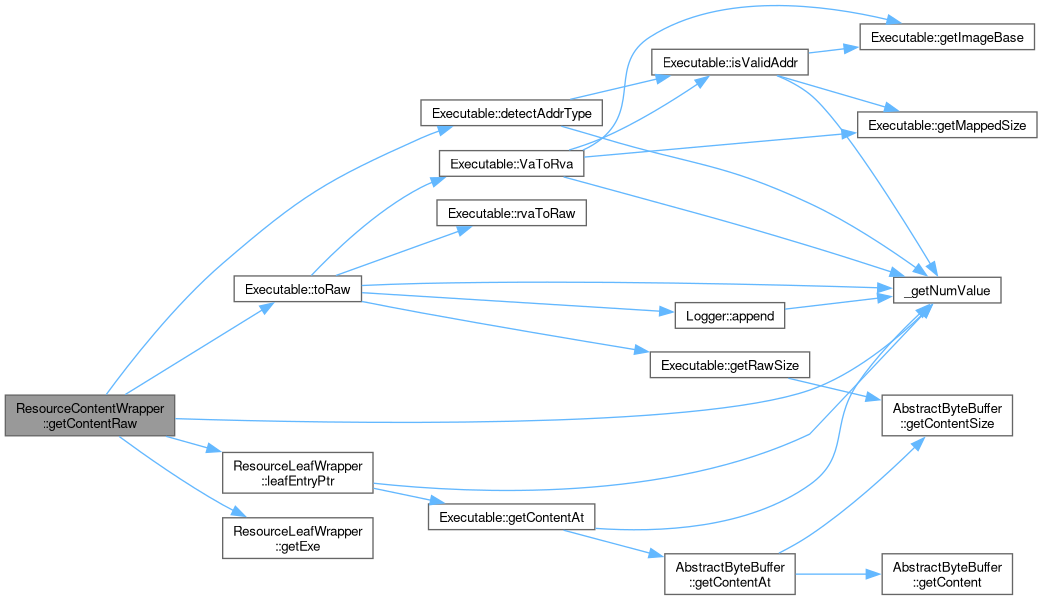 ResourceContentWrapper
::getContentRaw
Executable::detectAddrType
Executable::VaToRva
Executable::rvaToRaw
Executable::toRaw
Executable::isValidAddr
Executable::getImageBase
Executable::getMappedSize
_getNumValue
Logger::append
Executable::getRawSize
AbstractByteBuffer
::getContentSize
ResourceLeafWrapper
::leafEntryPtr
ResourceLeafWrapper
::getExe
Executable::getContentAt
AbstractByteBuffer
::getContentAt
AbstractByteBuffer
::getContent